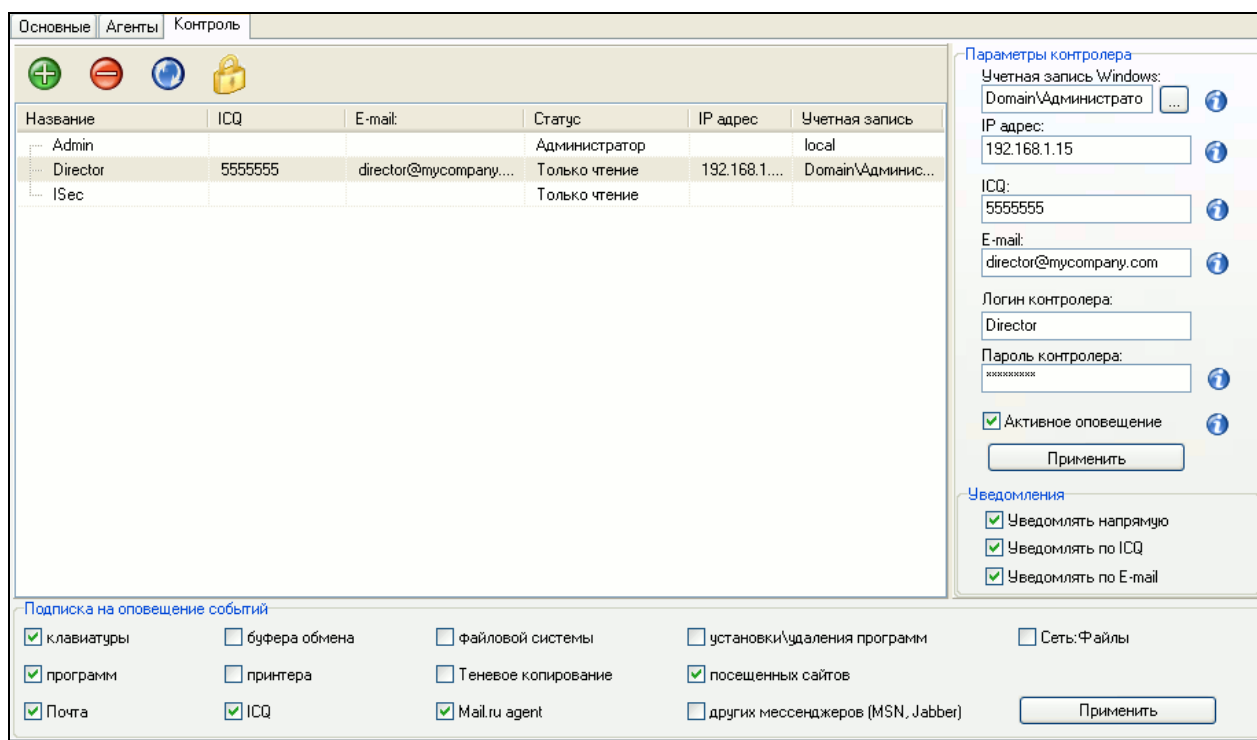 Основные Агенты Контроль
Название ICQ E-mail: Статус IP адрес Учетная запись
Admin Администратор local
Director 5555555 director@mycompany.... Только чтение 192.168.1.... Domain\Админис...
ISec Только чтение
Параметры контролера
Учетная запись Windows:
Domain\Администрато ...
IP адрес:
192.168.1.15
ICQ:
5555555
E-mail:
director@mycompany.com
Логин контролера:
Director
Пароль контролера:
*********
Активное оповещение
Применить
Уведомления
Уведомлять напрямую
Уведомлять по ICQ
Уведомлять по E-mail
Подписка на оповещение событий
клавиатуры буфера обмена файловой системы установки\удаления программ Сеть:Файлы
программ принтера Теневое копирование посещенных сайтов
Почта ICQ Mail.ru agent других мессенджеров (MSN, Jabber) Применить